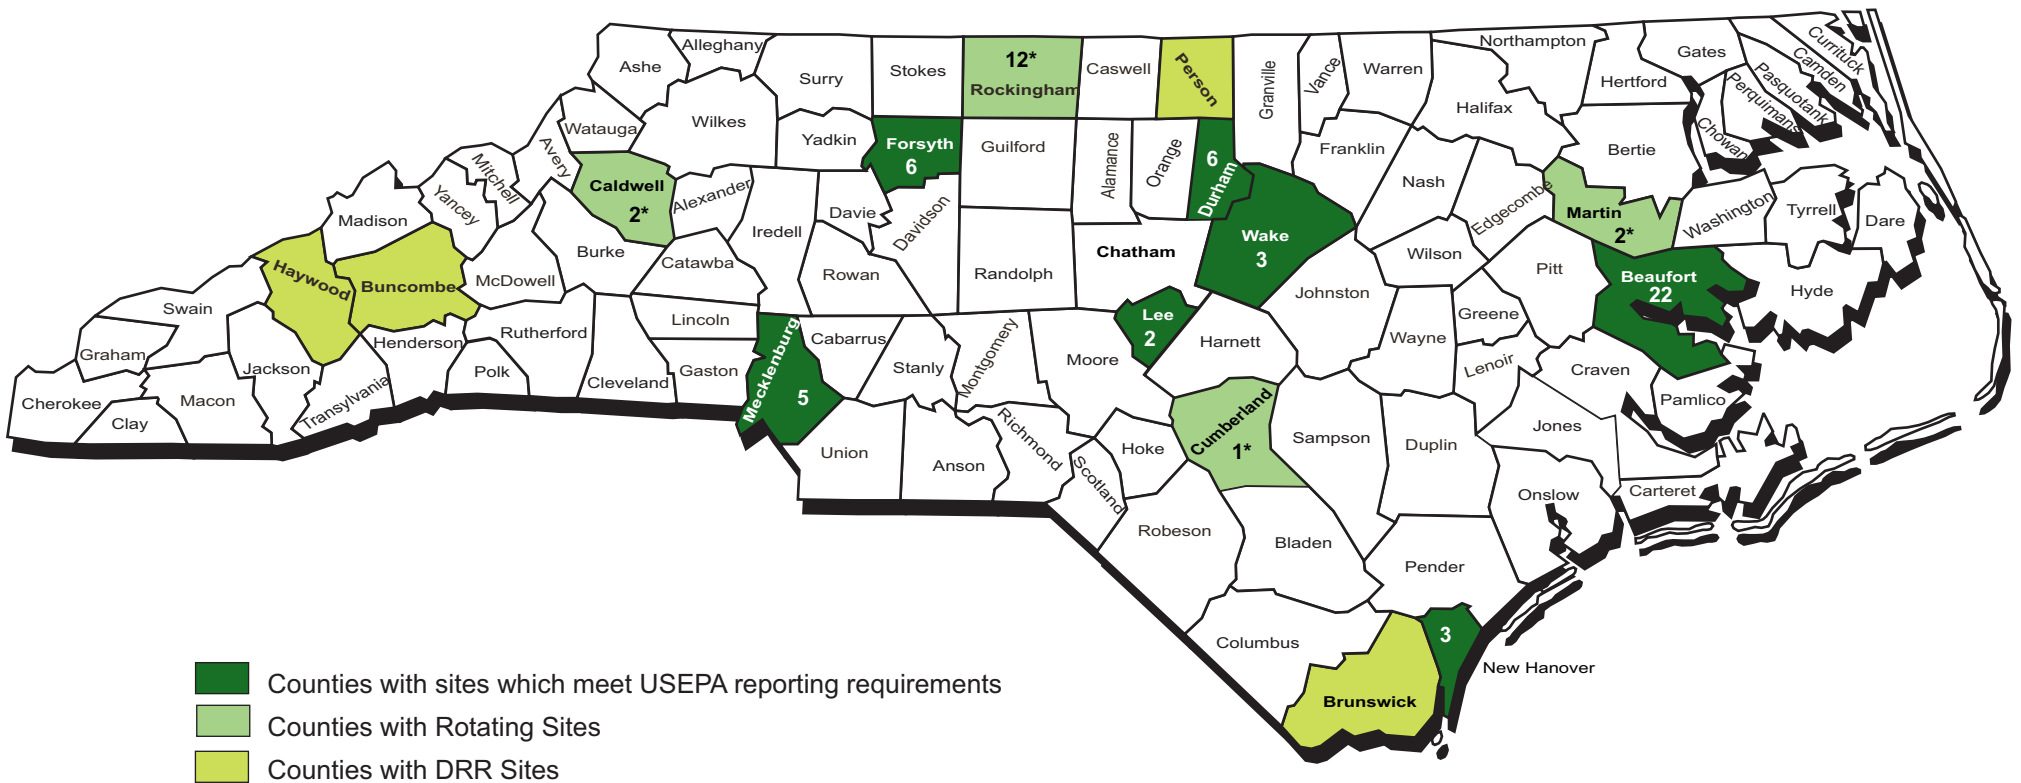 Ashe
Alleghany
Surry
Stokes
12*
Rockingham
Caswell
Person
Granville
Vance
Warren
Northampton
Halifax
Hertford
Gates
Currituck
Camden
Pasquotank
Perquimans
Chowan
Watauga
Wilkes
Yadkin
Forsyth
6
Guilford
Alamance
Orange
6
Durham
Franklin
Nash
Edgecombe
Bertie
Avery
Mitchell
Yancey
Madison
Caldwell
2*
Alexander
Iredell
Davie
Davidson
Randolph
Chatham
Wake
3
Johnston
Wilson
Martin
2*
Washington
Tyrrell
Dare
Haywood
Buncombe
McDowell
Burke
Catawba
Rowan
Pitt
Beaufort
22
Hyde
Swain
Graham
Cherokee
Clay
Macon
Jackson
Transylvania
Henderson
Polk
Rutherford
Cleveland
Lincoln
Gaston
Mecklenburg
5
Cabarrus
Stanly
Montgomery
Moore
Lee
2
Harnett
Wayne
Greene
Lenoir
Craven
Pamlico
Union
Anson
Richmond
Scotland
Hoke
Cumberland
1*
Sampson
Duplin
Jones
Onslow
Carteret
Robeson
Bladen
Pender
Columbus
Brunswick
3
New Hanover
Counties with sites which meet USEPA reporting requirements
Counties with Rotating Sites
Counties with DRR Sites